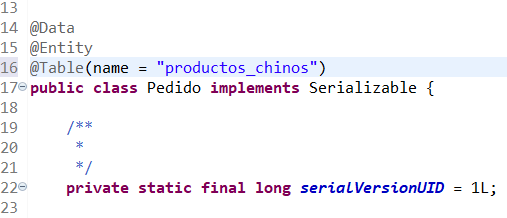 13
14 @Data
15 @Entity
16 @Table(name = "productos_chinos")
17 public class Pedido implements Serializable {
18
19     /**
20      *
21      */
22     private static final long serialVersionUID = 1L;
23